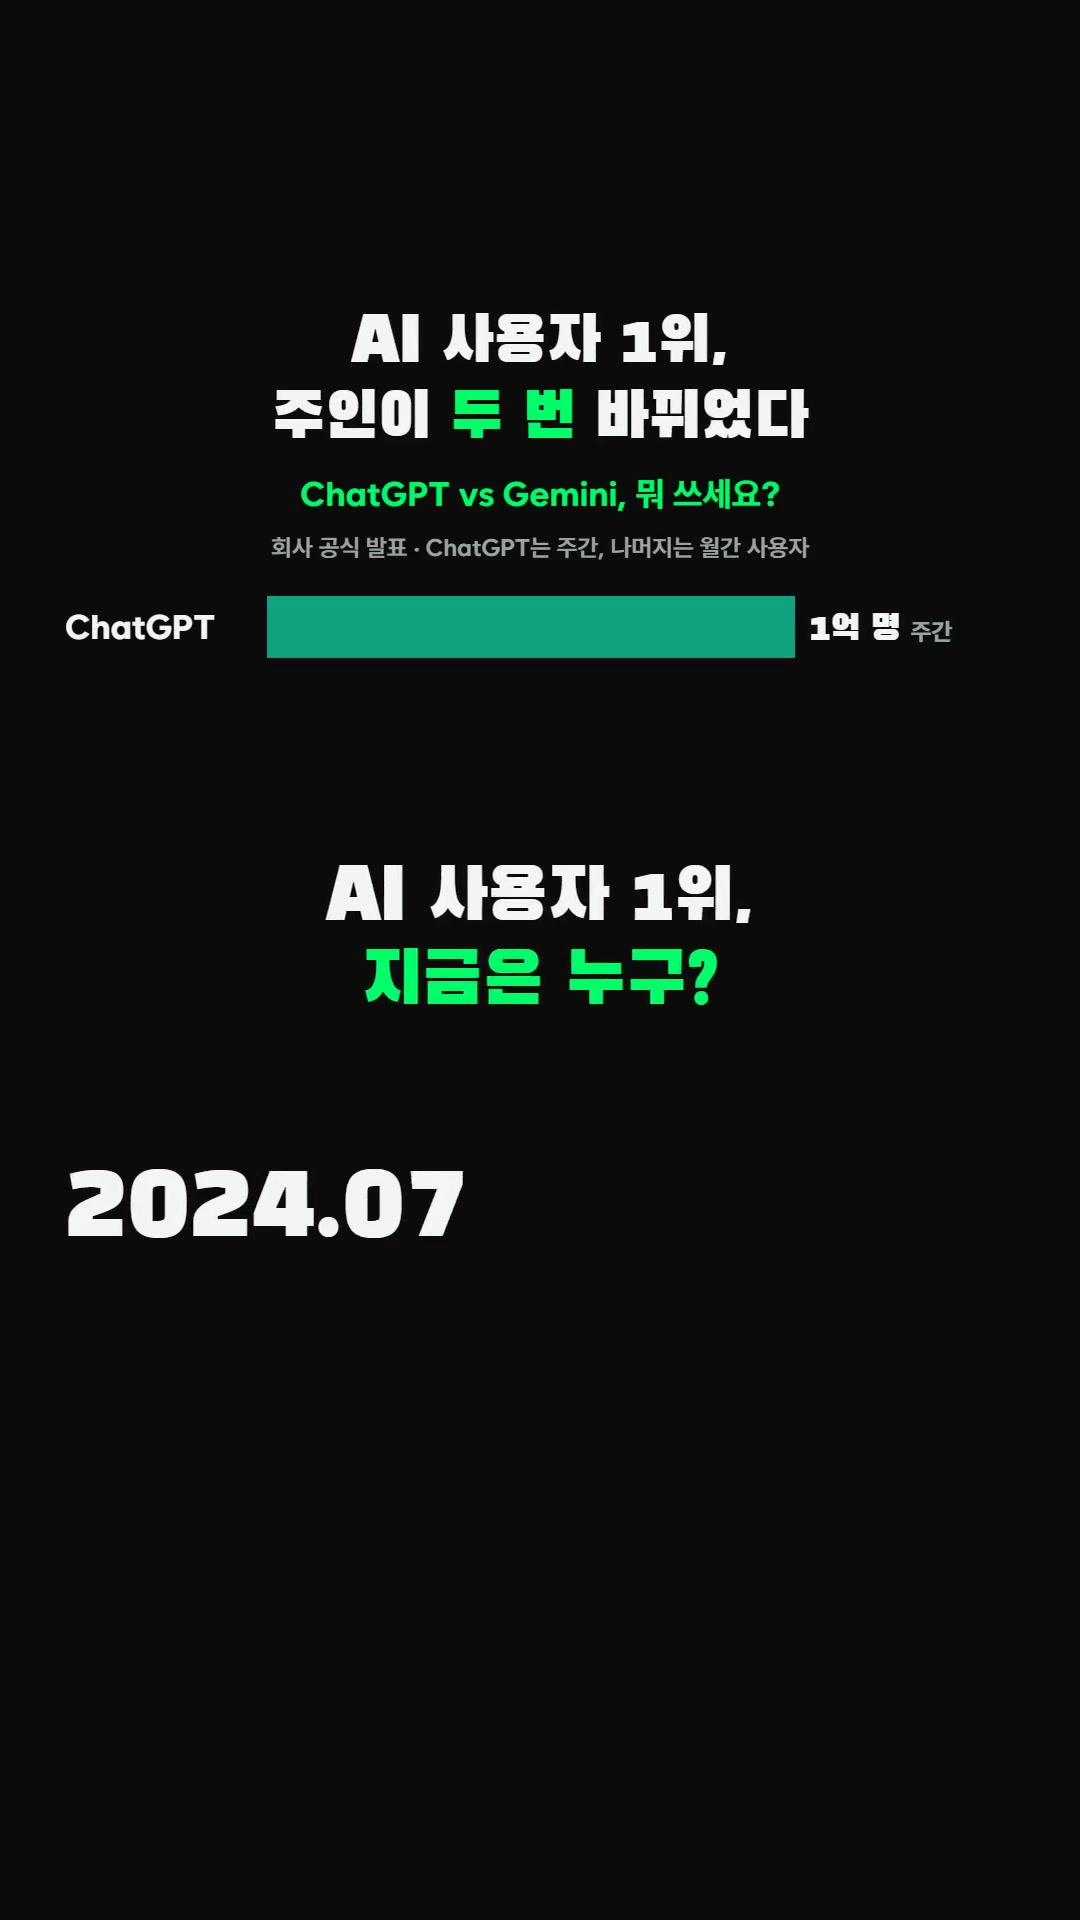 AI 사용자 1위,
주인이 두 번 바뀌었다
ChatGPT vs Gemini, 뭐 쓰세요?
회사 공식 발표 · ChatGPT는 주간, 나머지는 월간 사용자
ChatGPT 1억 명 주간
AI 사용자 1위,
지금은 누구?
2024.07